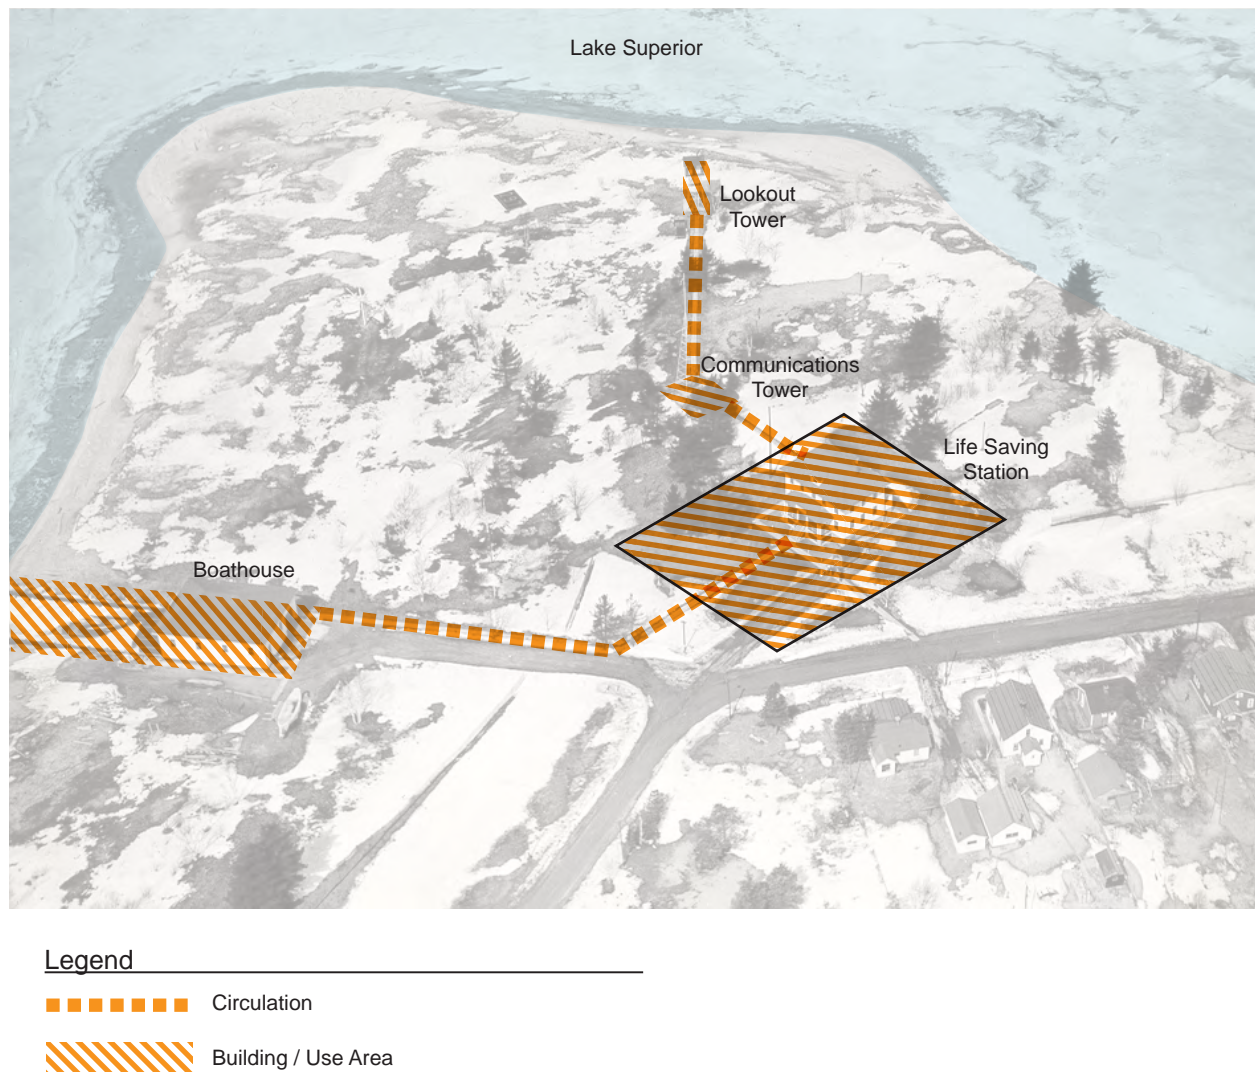 Lake Superior
Lookout
Tower
Communications
Tower
Life Saving
Station
Boathouse
Legend
Circulation
Building / Use Area